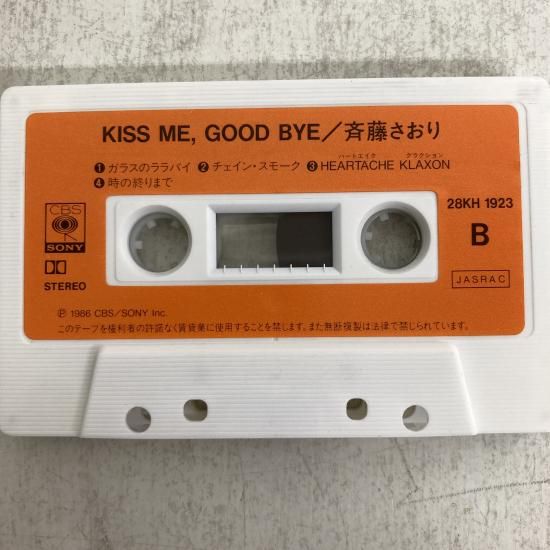 KISS ME, GOOD BYE／斉藤さおり
ハートエイク クラクション
❶ガラスのララバイ ❷チェイン・スモーク ❸HEARTACHE KLAXON
❹時の終りまで
28KH 1923
CBS
SONY
B
STEREO
JASRAC
Ⓟ 1986 CBS/SONY Inc.
このテープを権利者の許諾なく賃貸業に使用することを禁じます。また無断複製は法律で禁じられています。